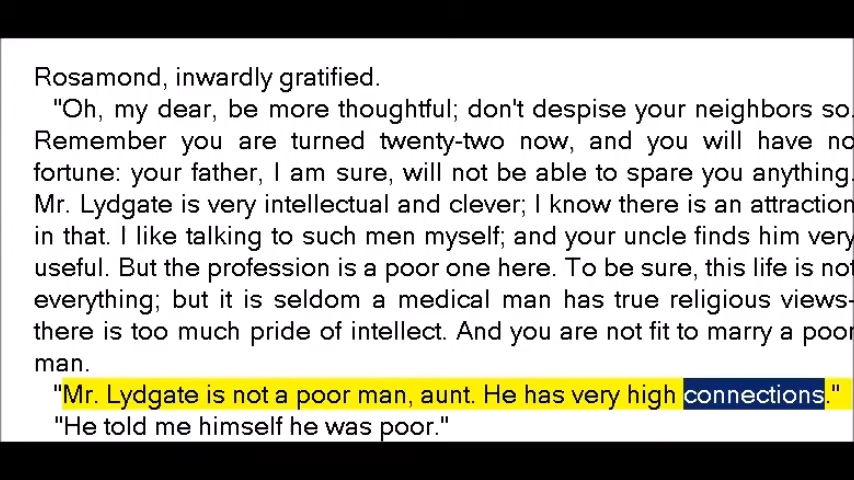 Rosamond, inwardly gratified.
"Oh, my dear, be more thoughtful; don't despise your neighbors so.
Remember you are turned twenty-two now, and you will have no
fortune: your father, I am sure, will not be able to spare you anything.
Mr. Lydgate is very intellectual and clever; I know there is an attraction
in that. I like talking to such men myself; and your uncle finds him very
useful. But the profession is a poor one here. To be sure, this life is not
everything; but it is seldom a medical man has true religious views-
there is too much pride of intellect. And you are not fit to marry a poor
man.
"Mr. Lydgate is not a poor man, aunt. He has very high connections."
"He told me himself he was poor."